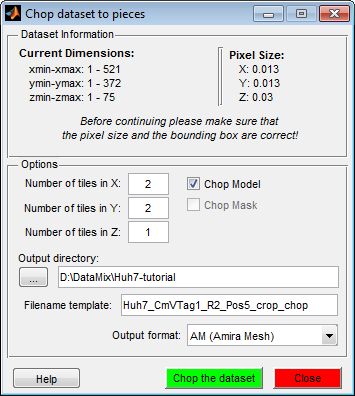 Chop dataset to pieces
Dataset Information
Current Dimensions:
xmin-xmax: 1 - 521
ymin-ymax: 1 - 372
zmin-zmax: 1 - 75
Pixel Size:
X: 0.013
Y: 0.013
Z: 0.03
Before continuing please make sure that
the pixel size and the bounding box are correct!
Options
Number of tiles in X: 2
Chop Model
Number of tiles in Y: 2
Chop Mask
Number of tiles in Z: 1
Output directory:
... D:\DataMix\Huh7-tutorial
Filename template: Huh7_CmVTag1_R2_Pos5_crop_chop
Output format: AM (Amira Mesh)
Help Chop the dataset Close